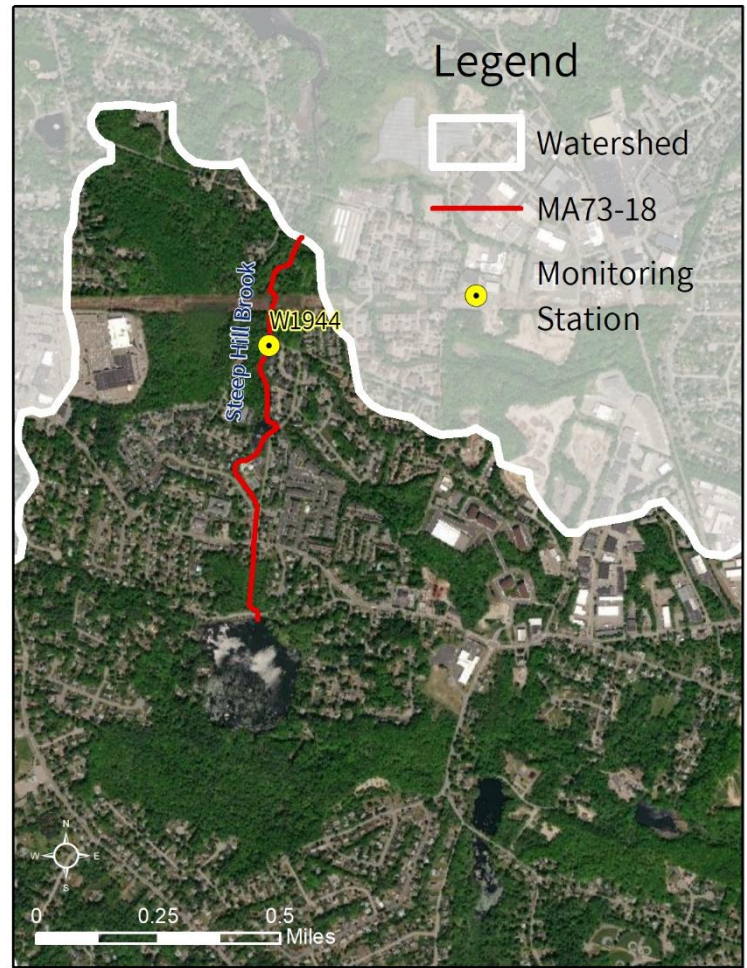 Legend
Watershed
MA73-18
Monitoring
Station
Steep Hill Brook
W1944
N
W
E
S
0
0.25
0.5
Miles